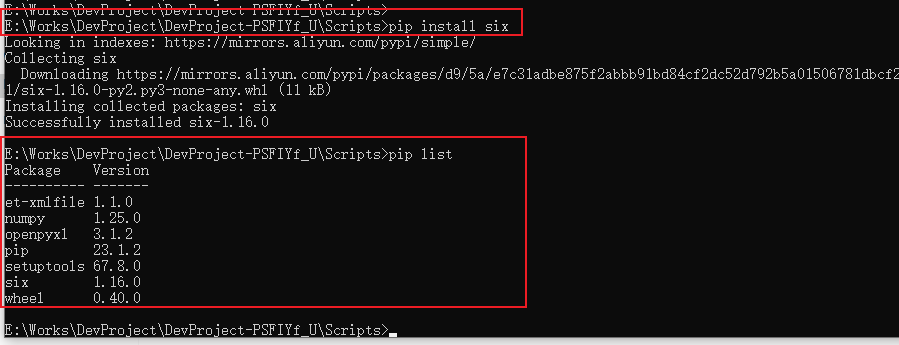 E:\Works\DevProject\DevProject-PSFIYf_U\Scripts>
E:\Works\DevProject\DevProject-PSFIYf_U\Scripts>pip install six
Looking in indexes: https://mirrors.aliyun.com/pypi/simple/
Collecting six
  Downloading https://mirrors.aliyun.com/pypi/packages/d9/5a/e7c31adbe875f2abbb91bd84cf2dc52d792b5a01506781dbcf2
1/six-1.16.0-py2.py3-none-any.whl (11 kB)
Installing collected packages: six
Successfully installed six-1.16.0
E:\Works\DevProject\DevProject-PSFIYf_U\Scripts>pip list
Package    Version
---------- -------
et-xmlfile 1.1.0
numpy      1.25.0
openpyxl   3.1.2
pip        23.1.2
setuptools 67.8.0
six        1.16.0
wheel      0.40.0
E:\Works\DevProject\DevProject-PSFIYf_U\Scripts>